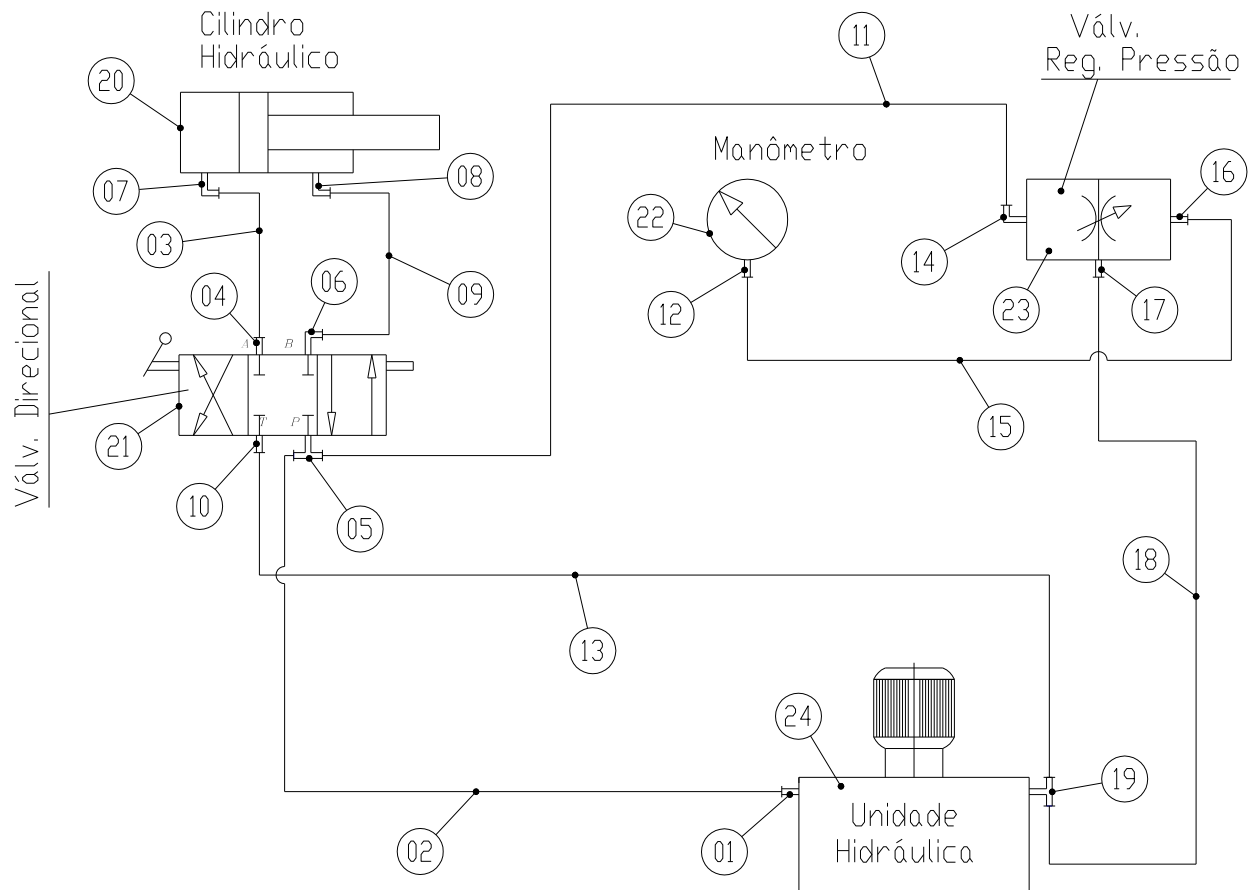 Cilindro
Hidráulico
20
07
08
03
04
06
09
A
B
T
P
Válv. Direcional
21
10
05
11
Válv.
Reg. Pressão
Manômetro
22
12
14
16
23
17
15
18
13
24
19
Unidade
Hidráulica
02
01